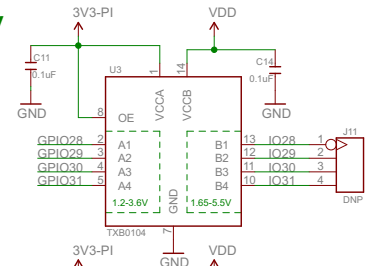 3V3-PI VDD
C11 U3 C14
0.1uF 0.1uF
1 14
VCCA VCCB
GND GND
8 OE
J11
GPIO28 2 A1 B1 13 IO28 1
GPIO29 3 A2 B2 12 IO29 2
GPIO30 4 A3 B3 11 IO30 3
GPIO31 5 A4 B4 10 IO31 4
1.2-3.6V GND 1.65-5.5V DNP
TXB0104 7
3V3-PI GND VDD